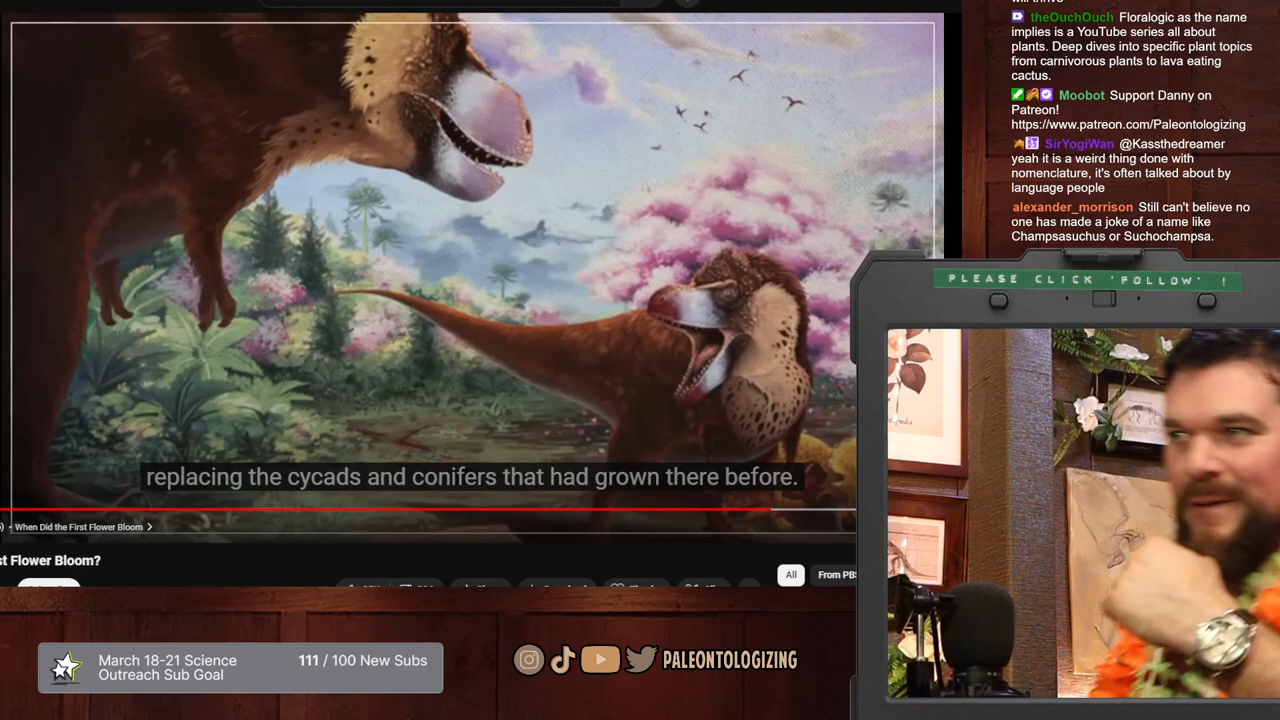 theOuchOuch Floralogic as the name
implies is a YouTube series all about
plants. Deep dives into specific plant topics
from carnivorous plants to lava eating
cactus.
Moobot Support Danny on
Patreon!
https://www.patreon.com/Paleontologizing
SirYogiWan @Kassthedreamer
yeah it is a weird thing done with
nomenclature, it's often talked about by
language people
alexander_morrison Still can't believe no
one has made a joke of a name like
Champsasuchus or Suchochampsa.
PLEASE CLICK 'FOLLOW' !
replacing the cycads and conifers that had grown there before.
• When Did the First Flower Bloom >
st Flower Bloom?
All
From PBS
March 18-21 Science
Outreach Sub Goal
111 / 100 New Subs
PALEONTOLOGIZING